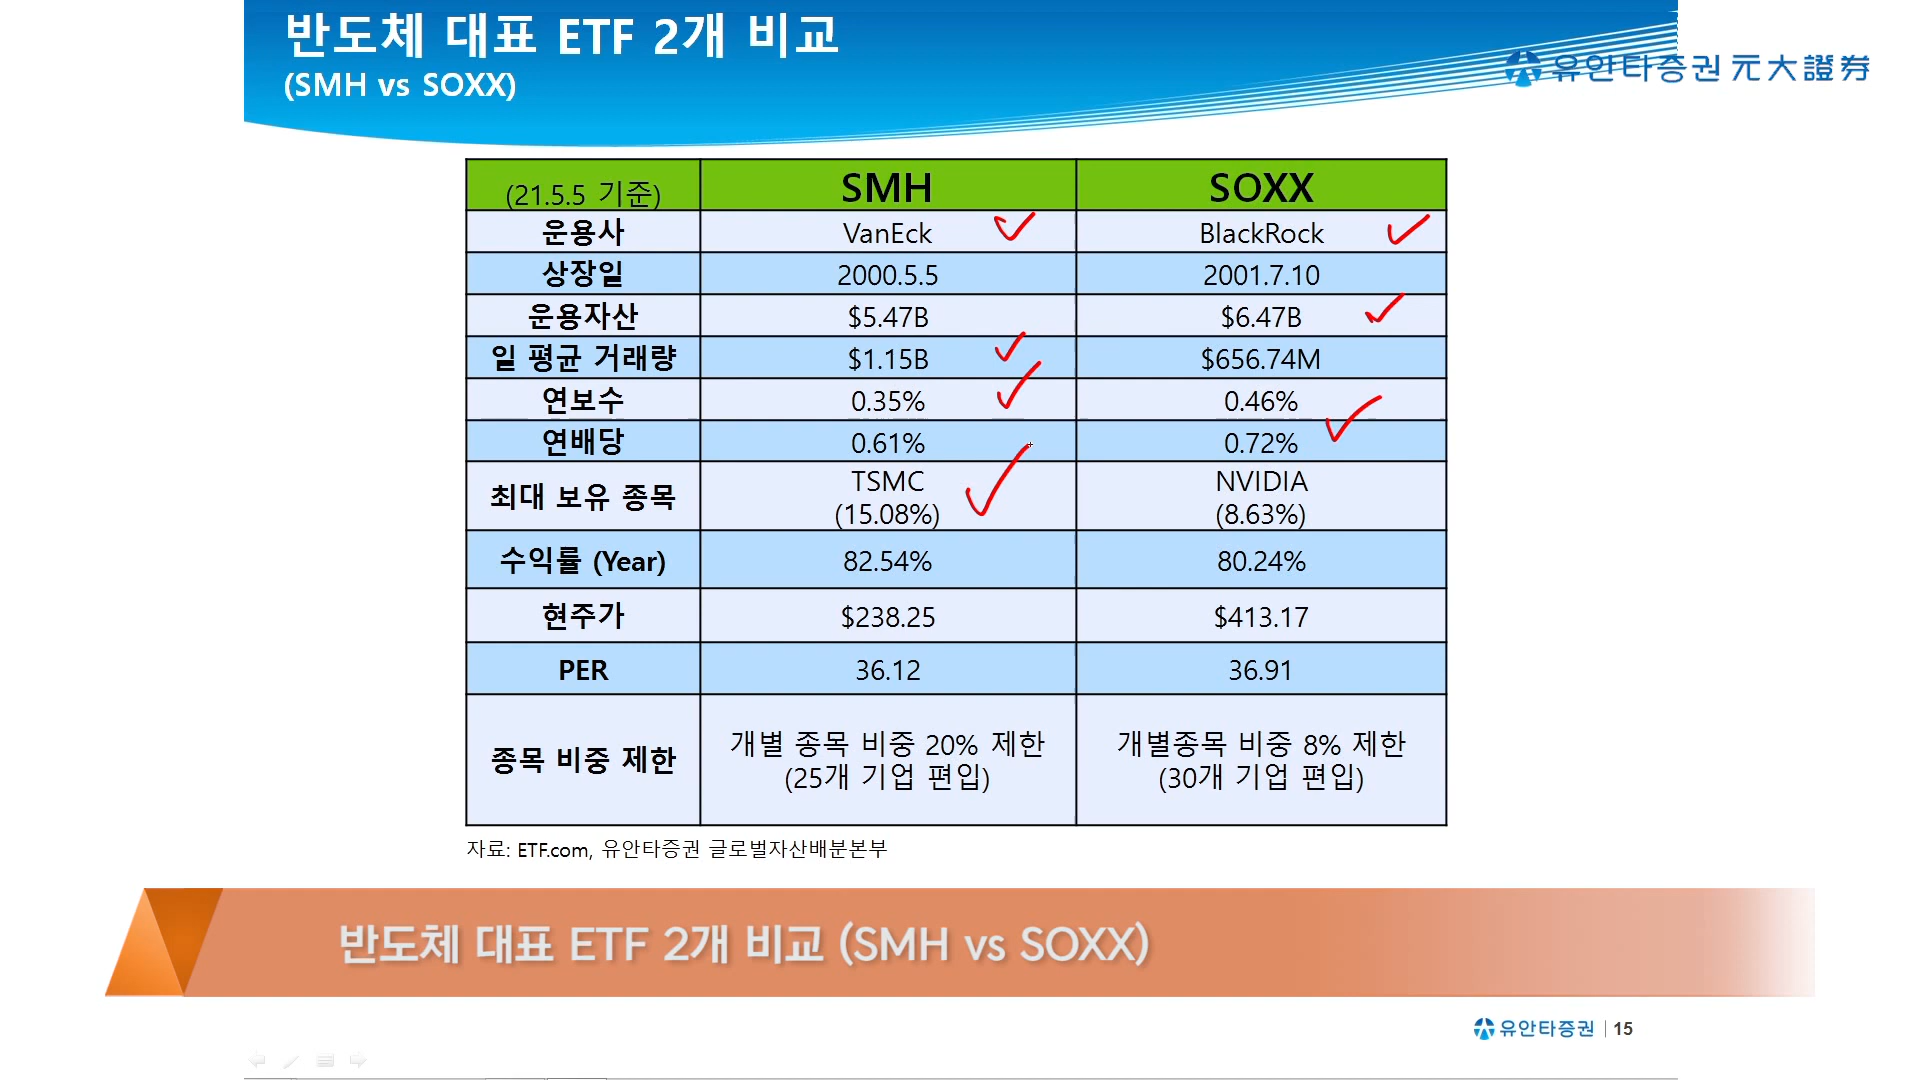 반도체 대표 ETF 2개 비교
(SMH vs SOXX)
유안타증권 元大證券
(21.5.5 기준) SMH SOXX
운용사 VanEck BlackRock
상장일 2000.5.5 2001.7.10
운용자산 $5.47B $6.47B
일 평균 거래량 $1.15B $656.74M
연보수 0.35% 0.46%
연배당 0.61% 0.72%
최대 보유 종목 TSMC NVIDIA
(15.08%) (8.63%)
수익률 (Year) 82.54% 80.24%
현주가 $238.25 $413.17
PER 36.12 36.91
종목 비중 제한 개별 종목 비중 20% 제한 개별종목 비중 8% 제한
(25개 기업 편입) (30개 기업 편입)
자료: ETF.com, 유안타증권 글로벌자산배분본부
반도체 대표 ETF 2개 비교 (SMH vs SOXX)
유안타증권 | 15